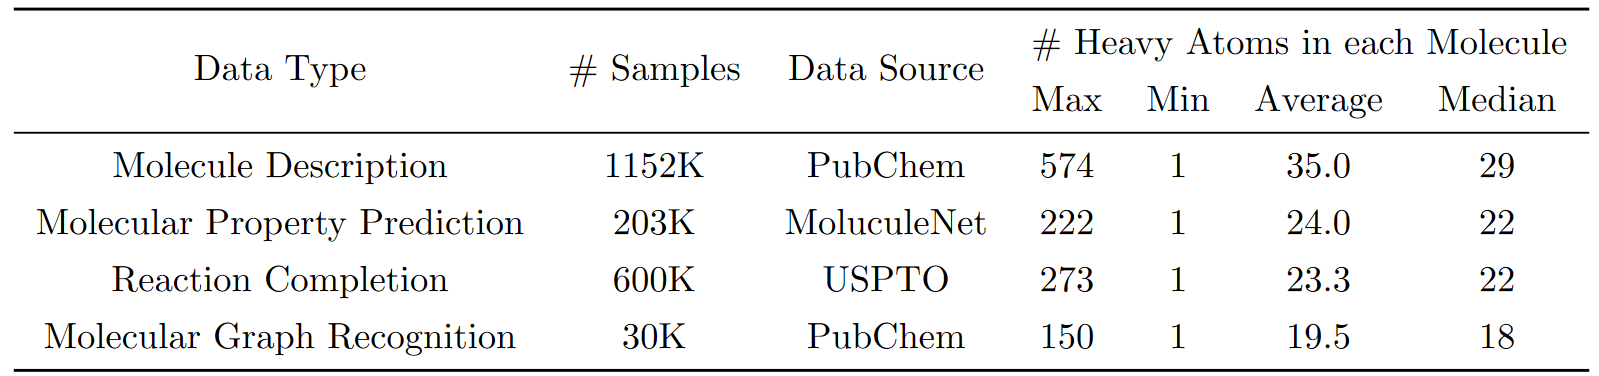 Data Type # Samples Data Source # Heavy Atoms in each Molecule
Max Min Average Median
Molecule Description 1152K PubChem 574 1 35.0 29
Molecular Property Prediction 203K MoluculeNet 222 1 24.0 22
Reaction Completion 600K USPTO 273 1 23.3 22
Molecular Graph Recognition 30K PubChem 150 1 19.5 18